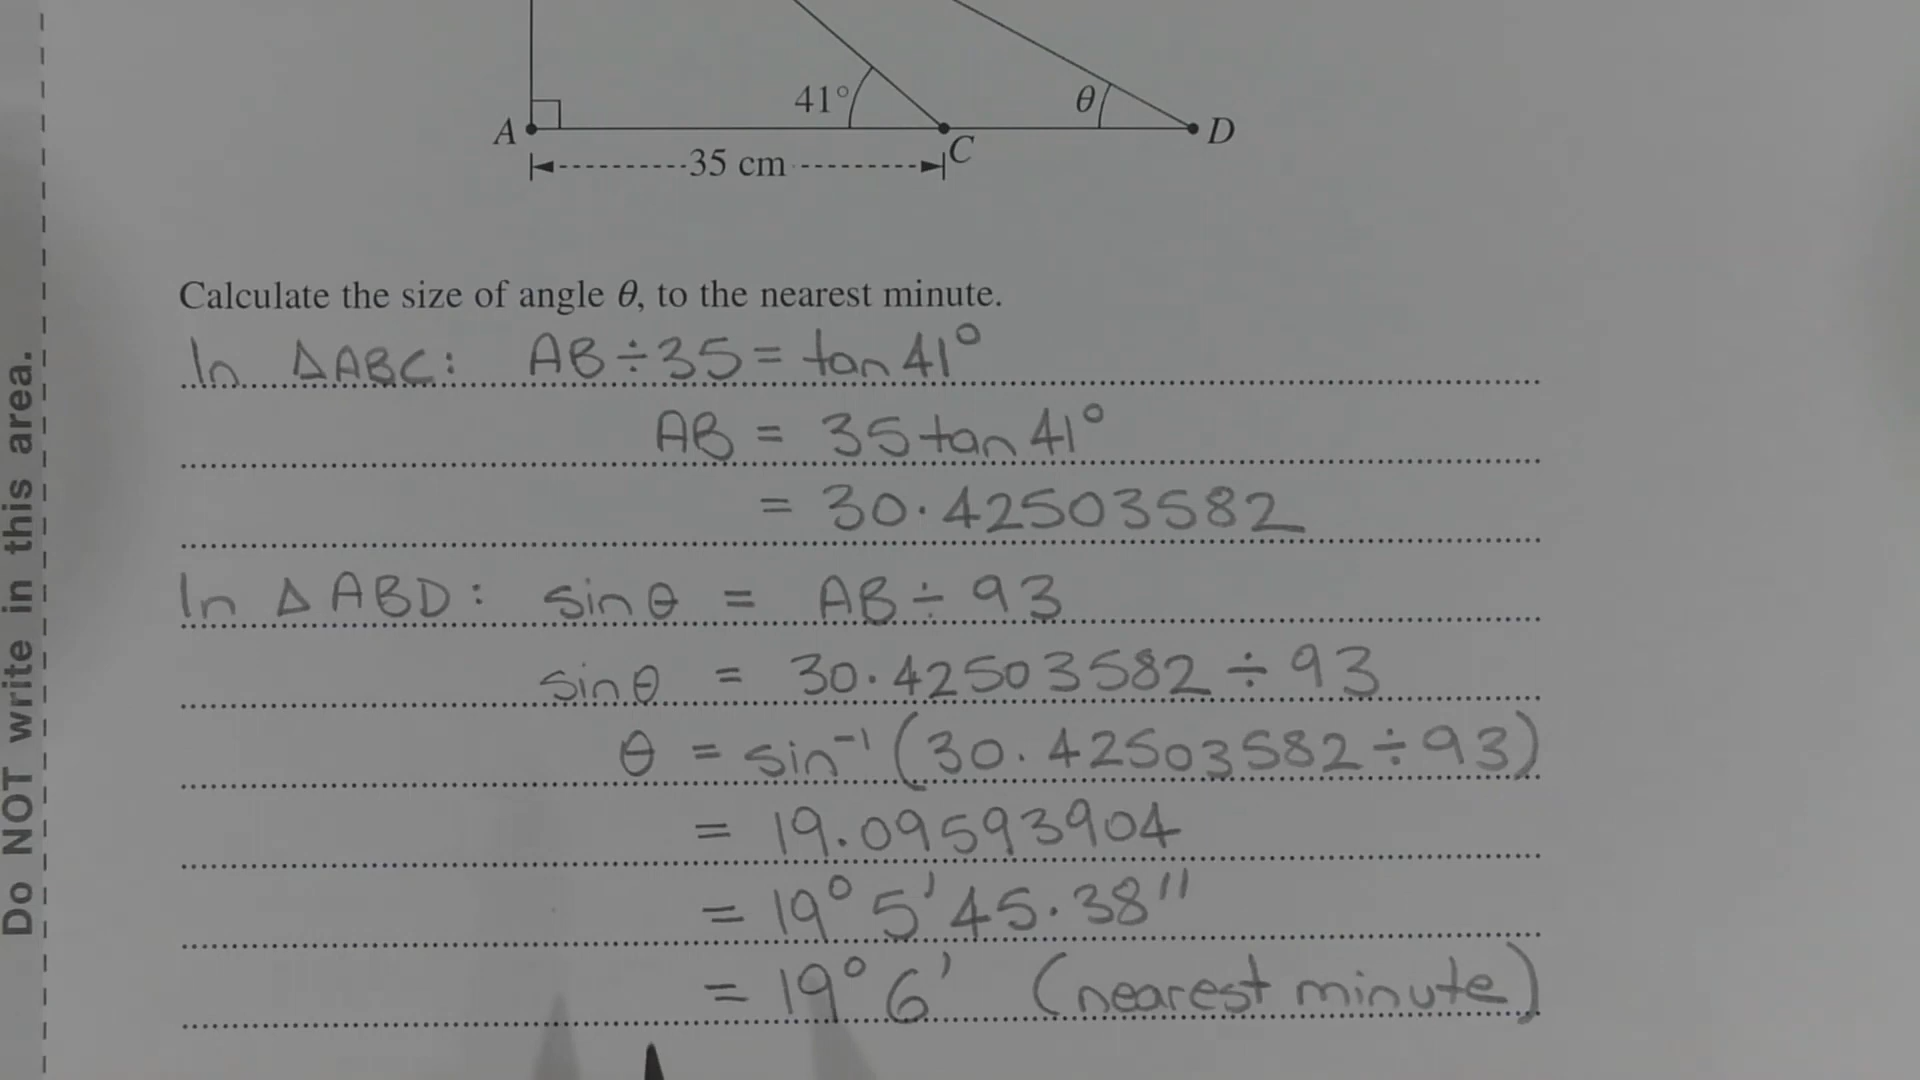 41°
θ
A
D
C
35 cm
Calculate the size of angle θ, to the nearest minute.
In ΔABC: AB÷35 = tan 41°
AB = 35 tan 41°
= 30.42503582
In ΔABD: sin θ = AB ÷ 93
sin θ = 30.42503582 ÷ 93
θ = sin⁻¹ (30.42503582÷93)
= 19.09593904
= 19° 5' 45.38"
= 19° 6' (nearest minute)
Do NOT write in this area.